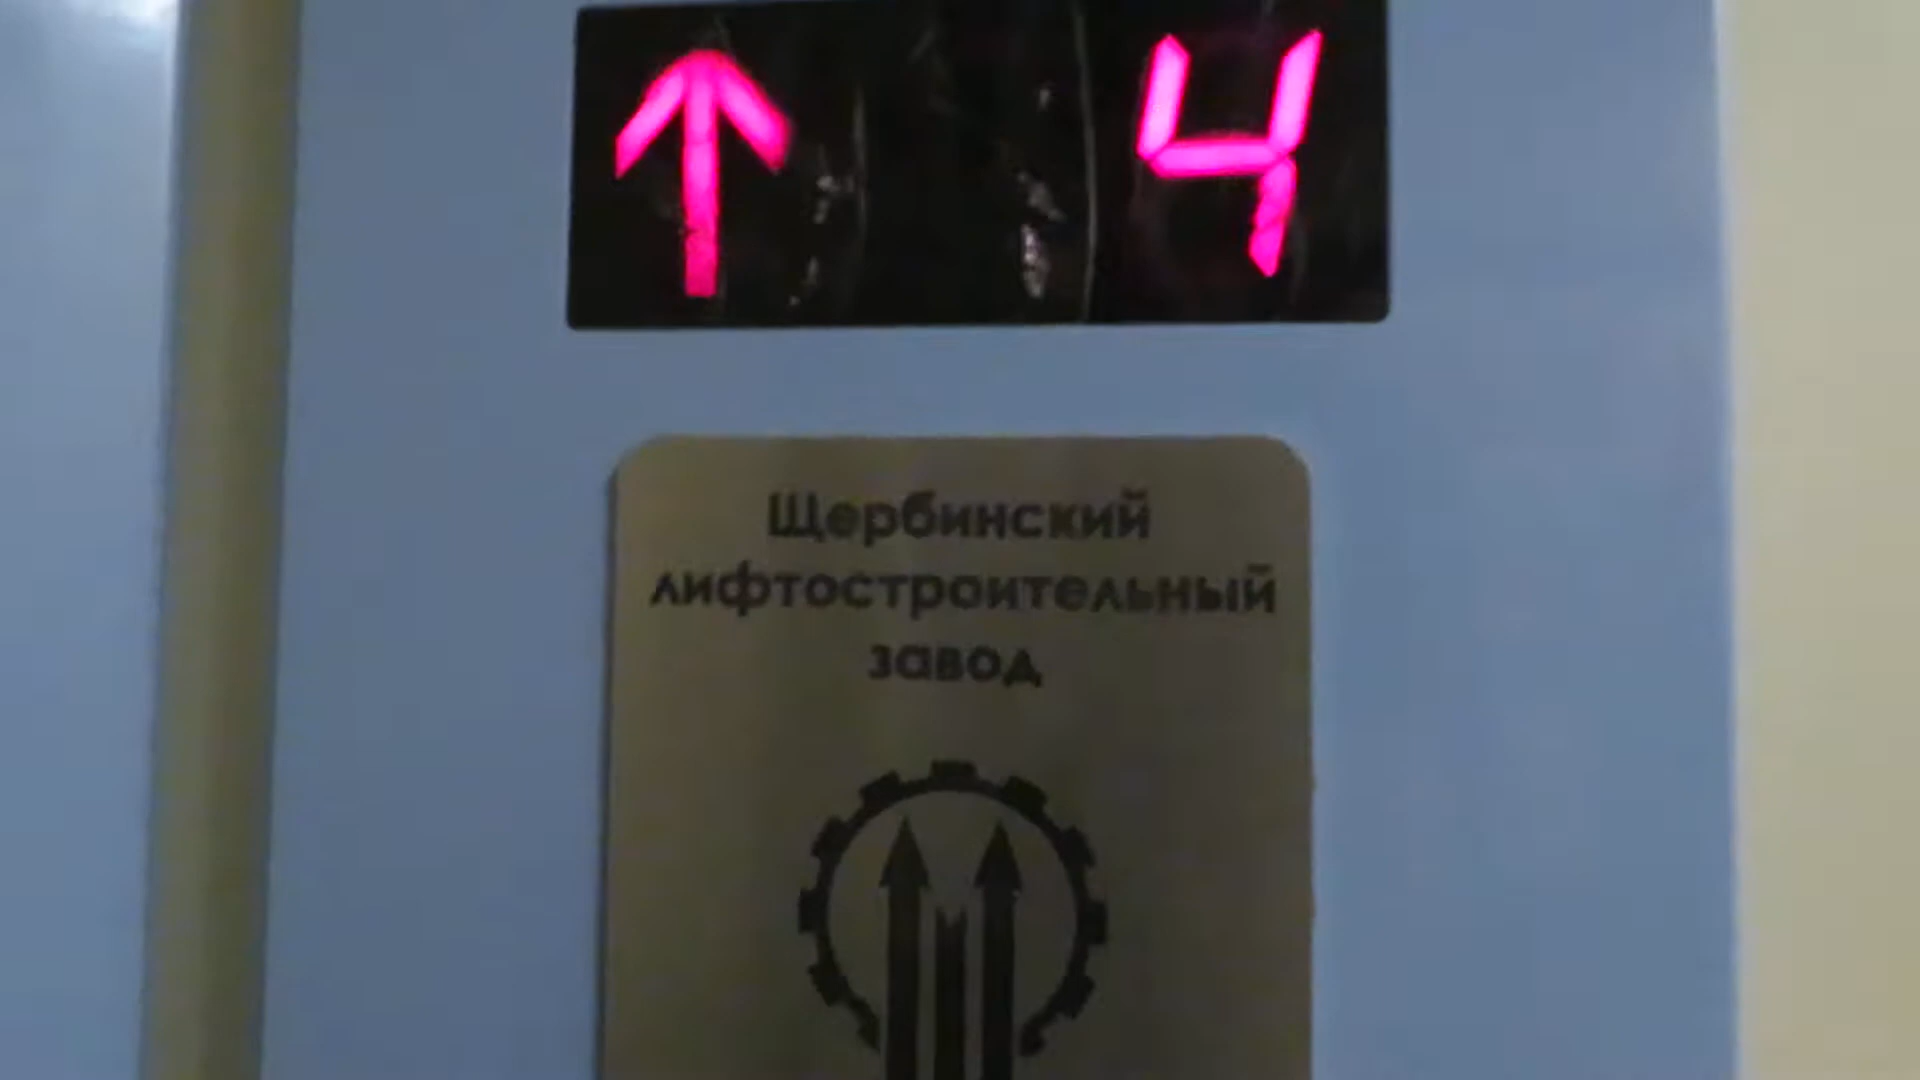 ↑ 4
Щербинский
лифтостроительный
завод